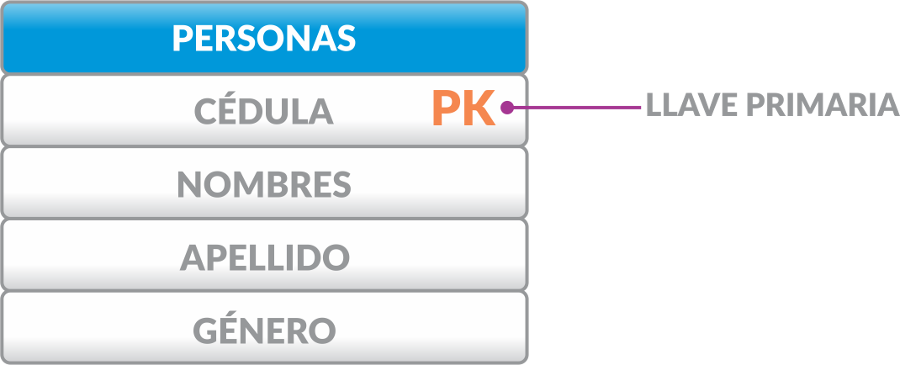 PERSONAS
CÉDULA PK LLAVE PRIMARIA
NOMBRES
APELLIDO
GÉNERO